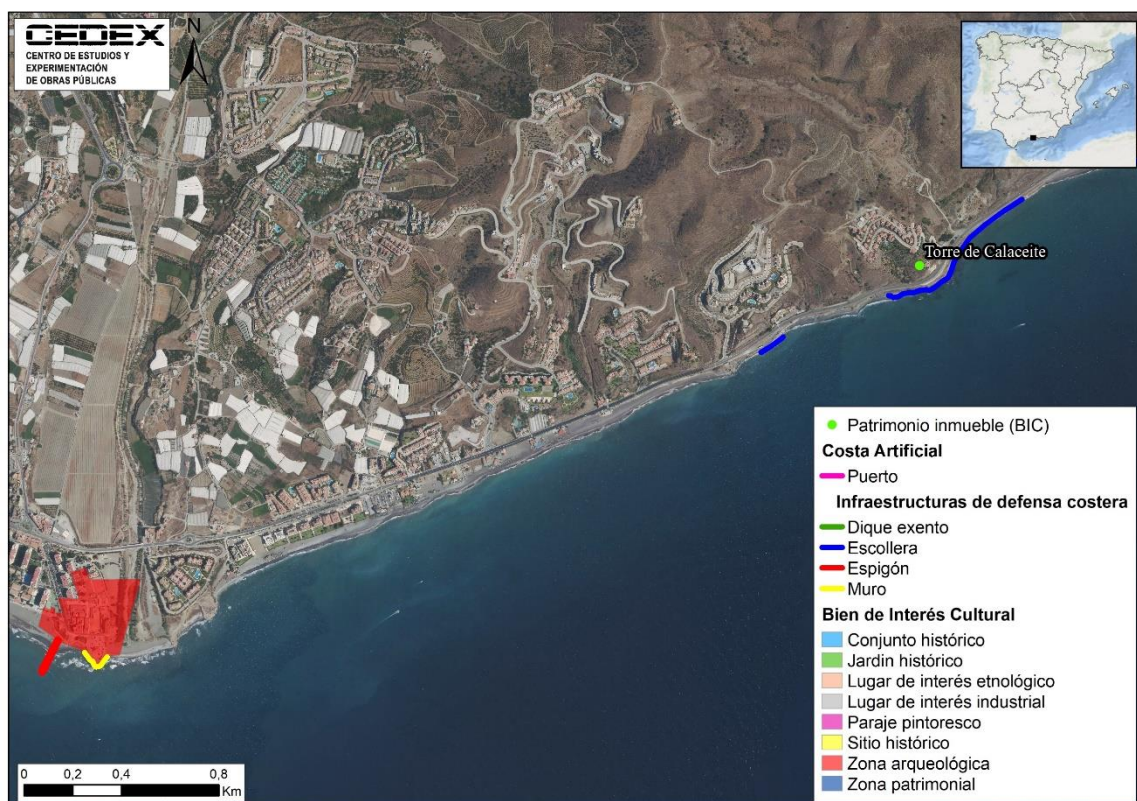 CEDEX
CENTRO DE ESTUDIOS Y
EXPERIMENTACIÓN
DE OBRAS PÚBLICAS
N
Torre de Calaceite
Patrimonio inmueble (BIC)
Costa Artificial
Puerto
Infraestructuras de defensa costera
Dique exento
Escollera
Espigón
Muro
Bien de Interés Cultural
Conjunto histórico
Jardin histórico
Lugar de interés etnológico
Lugar de interés industrial
Paraje pintoresco
Sitio histórico
Zona arqueológica
Zona patrimonial
0 0,2 0,4 0,8
Km